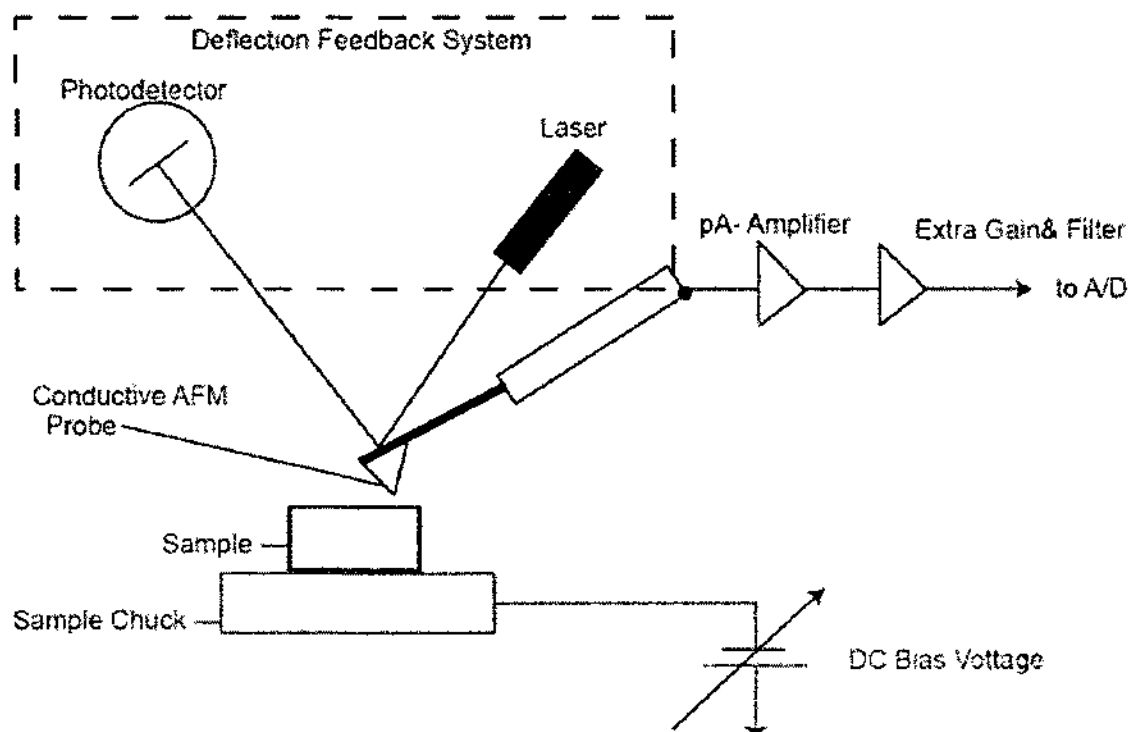 Deflection Feedback System
Photodetector
Laser
pA- Amplifier
Extra Gain& Filter
to A/D
Conductive AFM
Probe
Sample
Sample Chuck
DC Bias Vottage